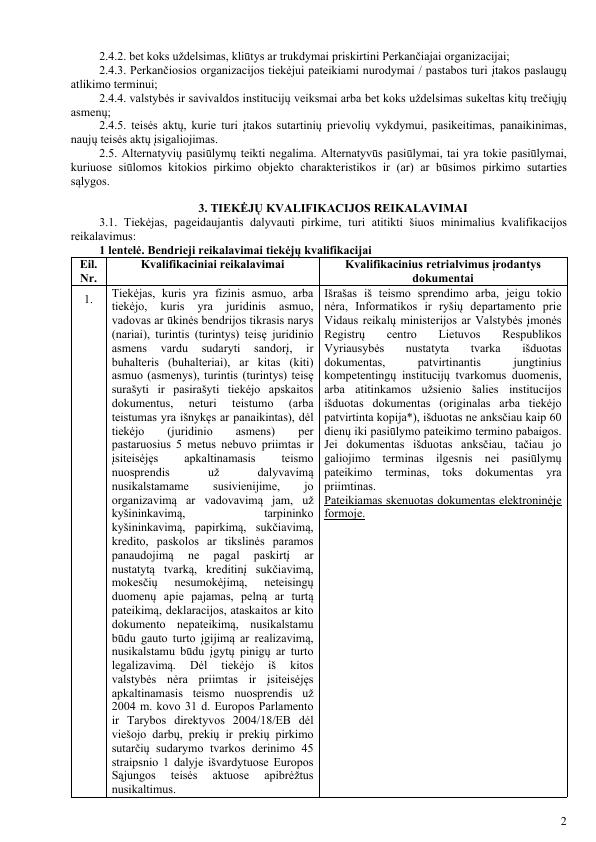 2.4.2. bet koks uždelsimas, kliūtys ar trukdymai priskirtini Perkančiajai organizacijai;
2.4.3. Perkančiosios organizacijos tiekėjui pateikiami nurodymai / pastabos turi įtakos paslaugų
atlikimo terminui;
2.4.4. valstybės ir savivaldos institucijų veiksmai arba bet koks uždelsimas sukeltas kitų trečiųjų
asmenų;
2.4.5. teisės aktų, kurie turi įtakos sutartinių prievolių vykdymui, pasikeitimas, panaikinimas,
naujų teisės aktų įsigaliojimas.
2.5. Alternatyvių pasiūlymų teikti negalima. Alternatyvūs pasiūlymai, tai yra tokie pasiūlymai,
kuriuose siūlomos kitokios pirkimo objekto charakteristikos ir (ar) ar būsimos pirkimo sutarties
sąlygos.
3. TIEKĖJŲ KVALIFIKACIJOS REIKALAVIMAI
3.1. Tiekėjas, pageidaujantis dalyvauti pirkime, turi atitikti šiuos minimalius kvalifikacijos
reikalavimus:
1 lentelė. Bendrieji reikalavimai tiekėjų kvalifikacijai
Eil.
Nr.
Kvalifikaciniai reikalavimai
Kvalifikacinius retrialvimus įrodantys
dokumentai
1.
Tiekėjas, kuris yra fizinis asmuo, arba
tiekėjo, kuris yra juridinis asmuo,
vadovas ar ūkinės bendrijos tikrasis narys
(nariai), turintis (turintys) teisę juridinio
asmens vardu sudaryti sandorį, ir
buhalteris (buhalteriai), ar kitas (kiti)
asmuo (asmenys), turintis (turintys) teisę
surašyti ir pasirašyti tiekėjo apskaitos
dokumentus, neturi teistumo (arba
teistumas yra išnykęs ar panaikintas), dėl
tiekėjo (juridinio asmens) per
pastaruosius 5 metus nebuvo priimtas ir
įsiteisėjęs apkaltinamasis teismo
nuosprendis už dalyvavimą
nusikalstamame susivienijime, jo
organizavimą ar vadovavimą jam, už
kyšininkavimą, tarpininko
kyšininkavimą, papirkimą, sukčiavimą,
kredito, paskolos ar tikslinės paramos
panaudojimą ne pagal paskirtį ar
nustatytą tvarką, kreditinį sukčiavimą,
mokesčių nesumokėjimą, neteisingų
duomenų apie pajamas, pelną ar turtą
pateikimą, deklaracijos, ataskaitos ar kito
dokumento nepateikimą, nusikalstamu
būdu gauto turto įgijimą ar realizavimą,
nusikalstamu būdu įgytų pinigų ar turto
legalizavimą. Dėl tiekėjo iš kitos
valstybės nėra priimtas ir įsiteisėjęs
apkaltinamasis teismo nuosprendis už
2004 m. kovo 31 d. Europos Parlamento
ir Tarybos direktyvos 2004/18/EB dėl
viešojo darbų, prekių ir prekių pirkimo
sutarčių sudarymo tvarkos derinimo 45
straipsnio 1 dalyje išvardytuose Europos
Sąjungos teisės aktuose apibrėžtus
nusikaltimus.
Išrašas iš teismo sprendimo arba, jeigu tokio
nėra, Informatikos ir ryšių departamento prie
Vidaus reikalų ministerijos ar Valstybės įmonės
Registrų centro Lietuvos Respublikos
Vyriausybės nustatyta tvarka išduotas
dokumentas, patvirtinantis jungtinius
kompetentingų institucijų tvarkomus duomenis,
arba atitinkamos užsienio šalies institucijos
išduotas dokumentas (originalas arba tiekėjo
patvirtinta kopija*), išduotas ne anksčiau kaip 60
dienų iki pasiūlymo pateikimo termino pabaigos.
Jei dokumentas išduotas anksčiau, tačiau jo
galiojimo terminas ilgesnis nei pasiūlymų
pateikimo terminas, toks dokumentas yra
priimtinas.
Pateikiamas skenuotas dokumentas elektroninėje
formoje.
2